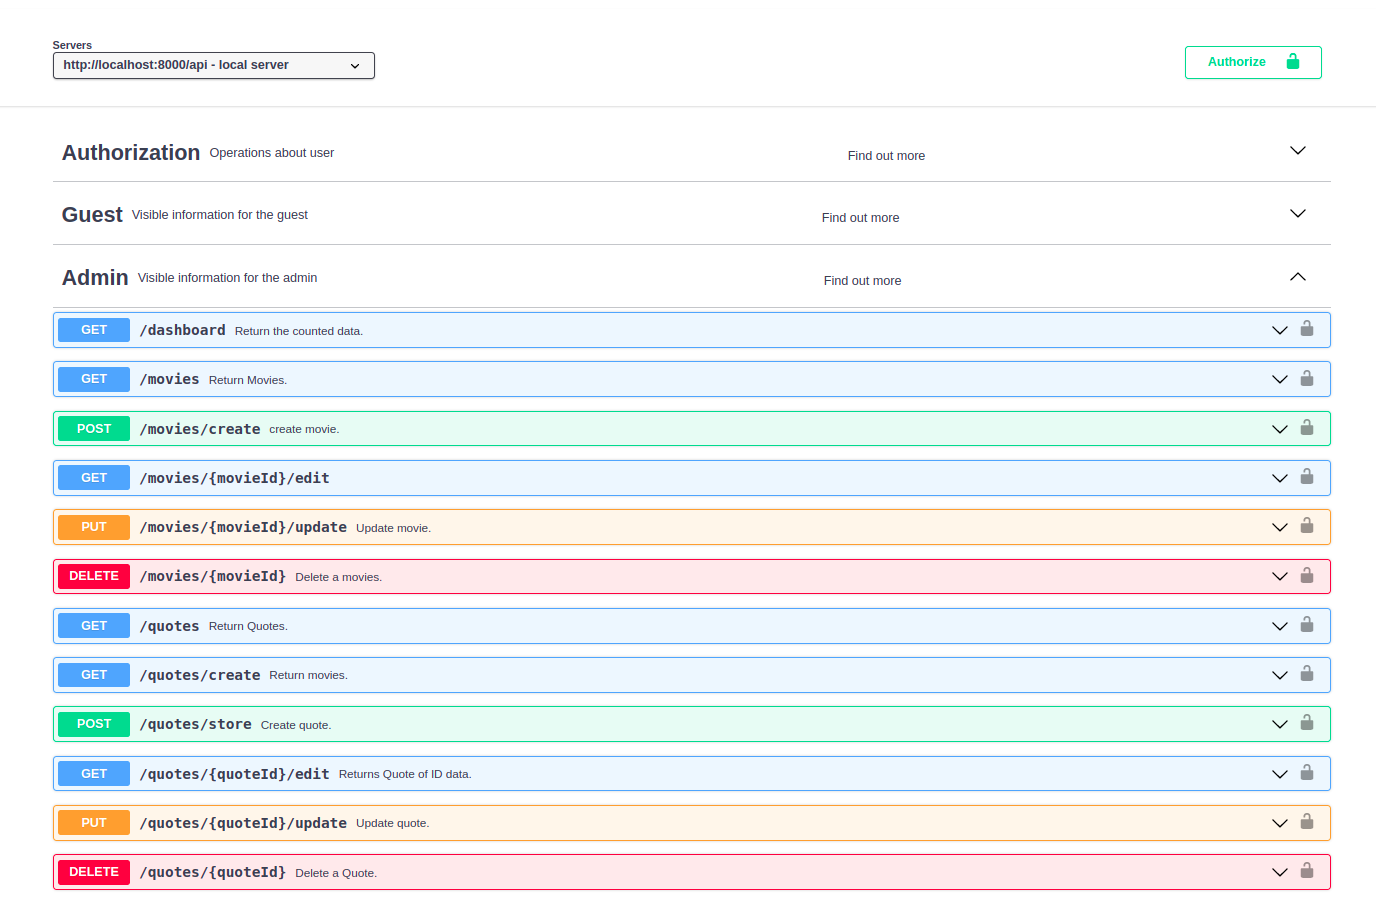 Servers
http://localhost:8000/api - local server
Authorize
Authorization Operations about user Find out more
Guest Visible information for the guest Find out more
Admin Visible information for the admin Find out more
GET /dashboard Return the counted data.
GET /movies Return Movies.
POST /movies/create create movie.
GET /movies/{movieId}/edit
PUT /movies/{movieId}/update Update movie.
DELETE /movies/{movieId} Delete a movies.
GET /quotes Return Quotes.
GET /quotes/create Return movies.
POST /quotes/store Create quote.
GET /quotes/{quoteId}/edit Returns Quote of ID data.
PUT /quotes/{quoteId}/update Update quote.
DELETE /quotes/{quoteId} Delete a Quote.